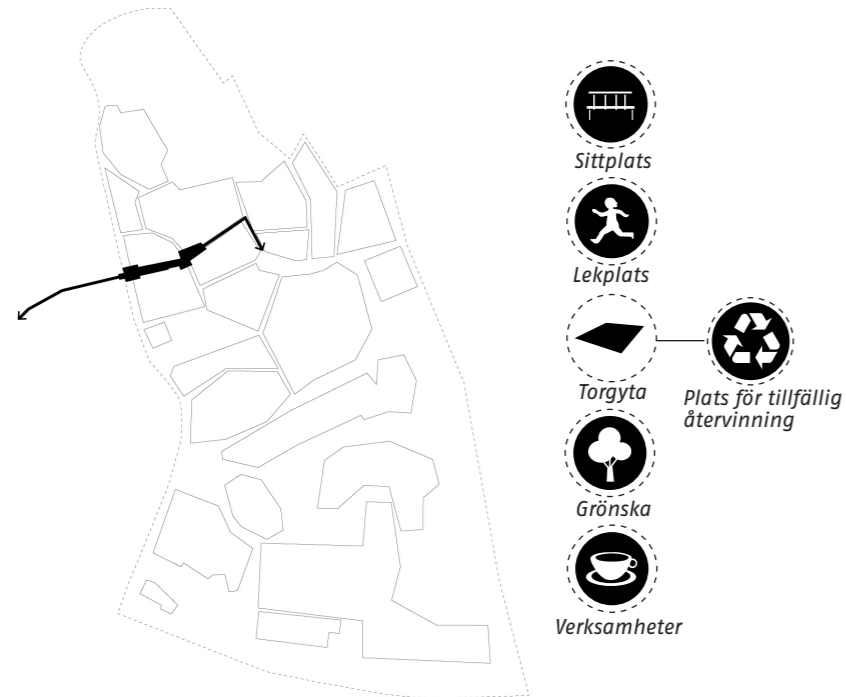 Sittplats
Lekplats
Torgyta
Plats för tillfällig
återvinning
Grönska
Verksamheter